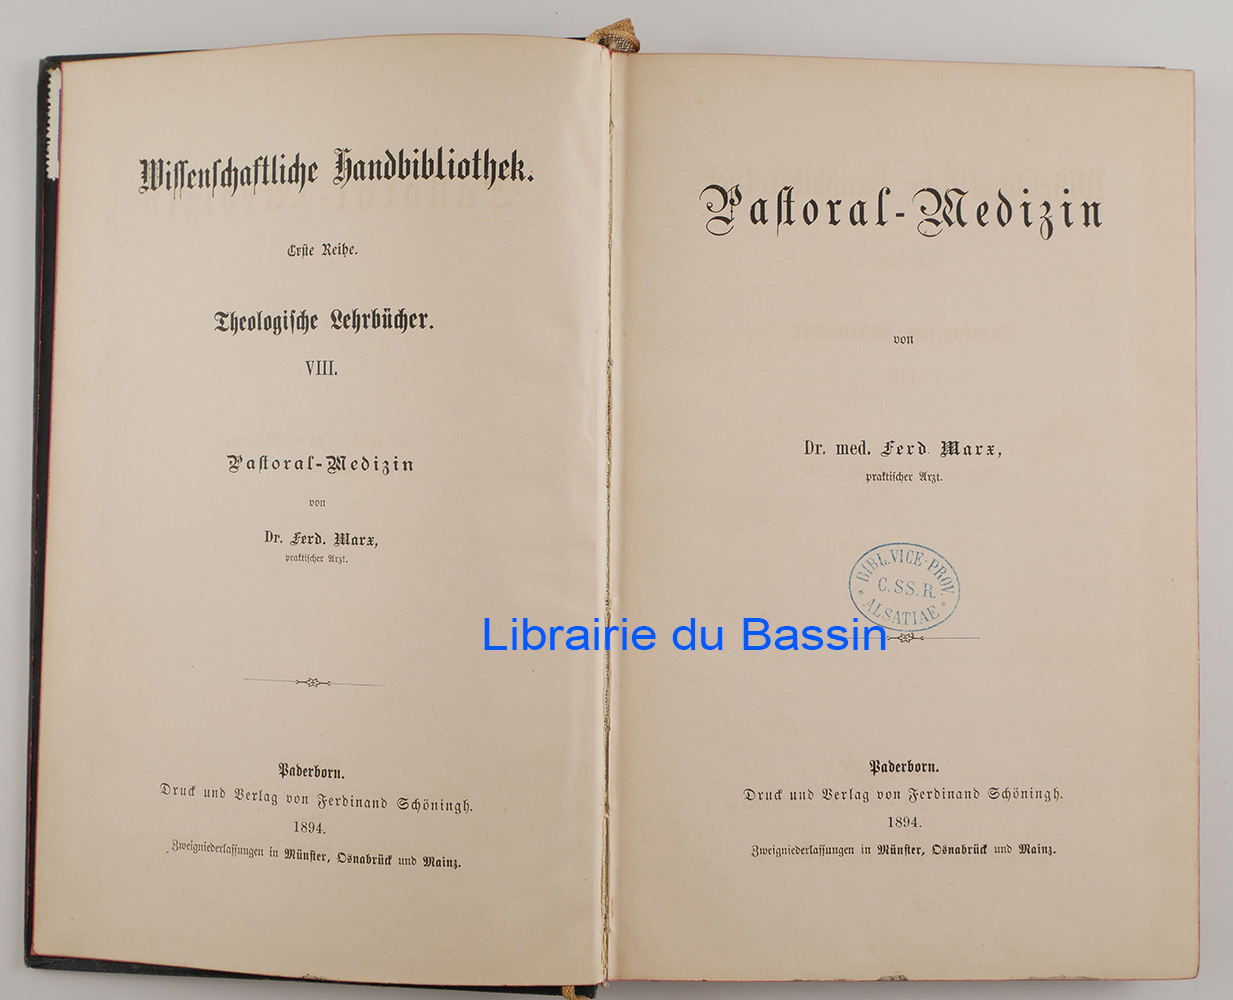 Wissenschaftliche Handbibliothek.
Erste Reihe.
Theologische Lehrbücher.
VIII.
Pastoral-Medizin
von
Dr. Ferd. Marx,
praktischer Arzt.
Paderborn.
Druck und Verlag von Ferdinand Schöningh.
1894.
Zweigniederlassungen in Münster, Osnabrück und Mainz.
Pastoral-Medizin
von
Dr. med. Ferd Marx,
praktischer Arzt.
BIBL. VICE-PROV.
C. SS. R.
ALSATIAE
Librairie du Bassin
Paderborn.
Druck und Verlag von Ferdinand Schöningh.
1894.
Zweigniederlassungen in Münster, Osnabrück und Mainz.